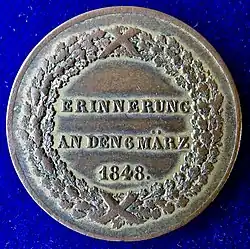 ERINNERUNG
AN DEN 6 MÄRZ
1848.